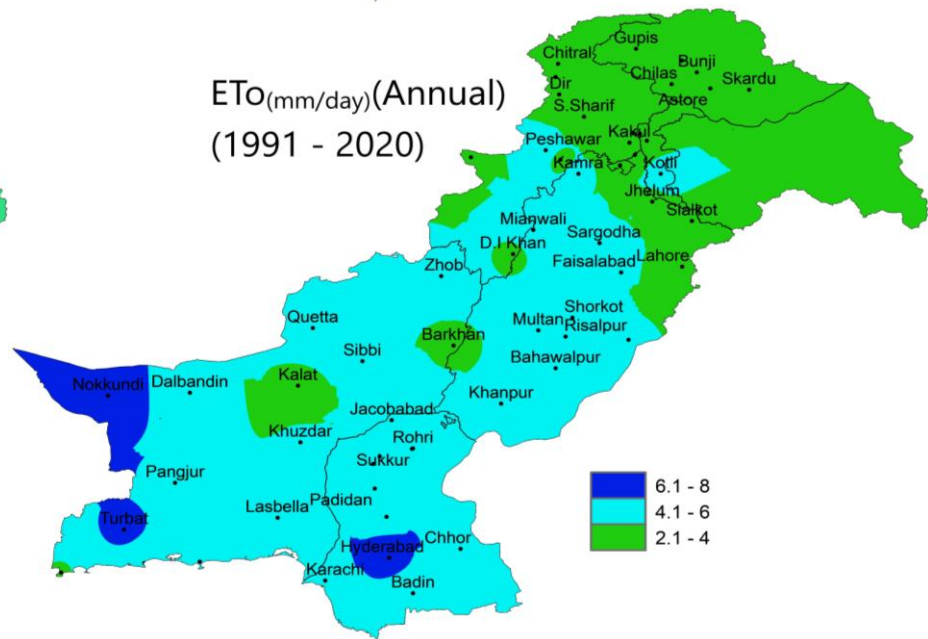 ETo(mm/day)(Annual)
(1991 - 2020)
Gupis
Chitral
Bunji
Chilas
Skardu
Dir
Astore
S.Sharif
Kakul
Peshawar
Kamra
Kotli
Jhelum
Sialkot
Mianwali
Sargodha
D.I Khan
Lahore
Zhob
Faisalabad
Shorkot
Quetta
Multan
Risalpur
Barkhan
Sibbi
Bahawalpur
Kalat
Nokkundi
Dalbandin
Khanpur
Jacobabad
Khuzdar
Rohri
Sukkur
Pangjur
Padidan
Lasbella
Turbat
Chhor
Hyderabad
Karachi
Badin
6.1 - 8
4.1 - 6
2.1 - 4